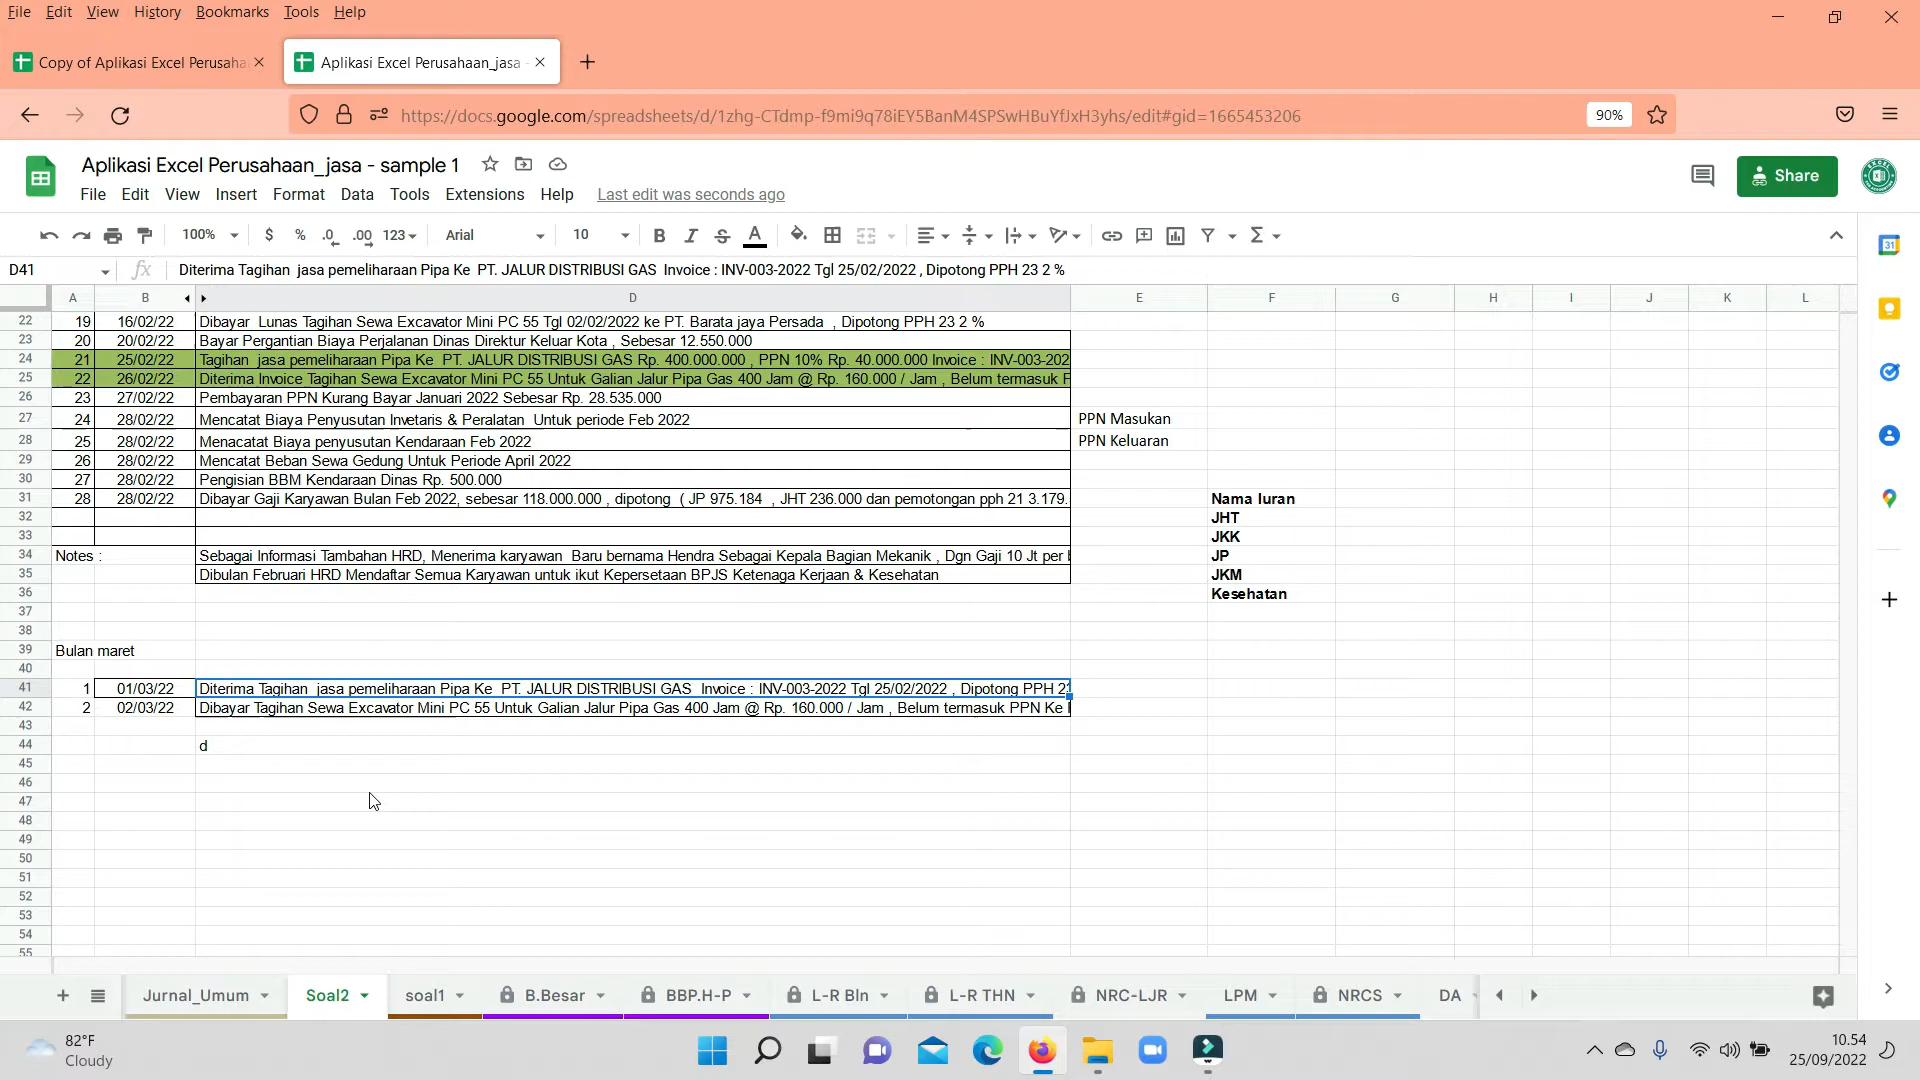 File Edit View History Bookmarks Tools Help
Copy of Aplikasi Excel Perusaha
Aplikasi Excel Perusahaan_jasa -
https://docs.google.com/spreadsheets/d/1zhg-CTdmp-f9mi9q78iEY5BanM4SPSwHBuYfJxH3yhs/edit#gid=1665453206 90%
Aplikasi Excel Perusahaan_jasa - sample 1
File Edit View Insert Format Data Tools Extensions Help Last edit was seconds ago
Share
100% $ % .0 .00 123 Arial 10 B I S A
D41 fx Diterima Tagihan jasa pemeliharaan Pipa Ke PT. JALUR DISTRIBUSI GAS Invoice : INV-003-2022 Tgl 25/02/2022 , Dipotong PPH 23 2 %
A B D E F G H I J K L
22 19 16/02/22 Dibayar Lunas Tagihan Sewa Excavator Mini PC 55 Tgl 02/02/2022 ke PT. Barata jaya Persada , Dipotong PPH 23 2 %
23 20 20/02/22 Bayar Pergantian Biaya Perjalanan Dinas Direktur Keluar Kota , Sebesar 12.550.000
24 21 25/02/22 Tagihan jasa pemeliharaan Pipa Ke PT. JALUR DISTRIBUSI GAS Rp. 400.000.000 , PPN 10% Rp. 40.000.000 Invoice : INV-003-202
25 22 26/02/22 Diterima Invoice Tagihan Sewa Excavator Mini PC 55 Untuk Galian Jalur Pipa Gas 400 Jam @ Rp. 160.000 / Jam , Belum termasuk
26 23 27/02/22 Pembayaran PPN Kurang Bayar Januari 2022 Sebesar Rp. 28.535.000
27 24 28/02/22 Mencatat Biaya Penyusutan Invetaris & Peralatan Untuk periode Feb 2022 PPN Masukan
28 25 28/02/22 Menacatat Biaya penyusutan Kendaraan Feb 2022 PPN Keluaran
29 26 28/02/22 Mencatat Beban Sewa Gedung Untuk Periode April 2022
30 27 28/02/22 Pengisian BBM Kendaraan Dinas Rp. 500.000
31 28 28/02/22 Dibayar Gaji Karyawan Bulan Feb 2022, sebesar 118.000.000 , dipotong ( JP 975.184 , JHT 236.000 dan pemotongan pph 21 3.179. Nama Iuran
32 JHT
33 JKK
34 Notes : Sebagai Informasi Tambahan HRD, Menerima karyawan Baru bernama Hendra Sebagai Kepala Bagian Mekanik , Dgn Gaji 10 Jt per JP
35 Dibulan Februari HRD Mendaftar Semua Karyawan untuk ikut Kepersetaan BPJS Ketenaga Kerjaan & Kesehatan JKM
36 Kesehatan
37
38
39 Bulan maret
40
41 1 01/03/22 Diterima Tagihan jasa pemeliharaan Pipa Ke PT. JALUR DISTRIBUSI GAS Invoice : INV-003-2022 Tgl 25/02/2022 , Dipotong PPH
42 2 02/03/22 Dibayar Tagihan Sewa Excavator Mini PC 55 Untuk Galian Jalur Pipa Gas 400 Jam @ Rp. 160.000 / Jam , Belum termasuk PPN Ke
43
44 d
45
46
47
48
49
50
51
52
53
54
55
Jurnal_Umum Soal2 soal1 B.Besar BBP.H-P L-R Bln L-R THN NRC-LJR LPM NRCS DA
82°F
Cloudy
10.54
25/09/2022